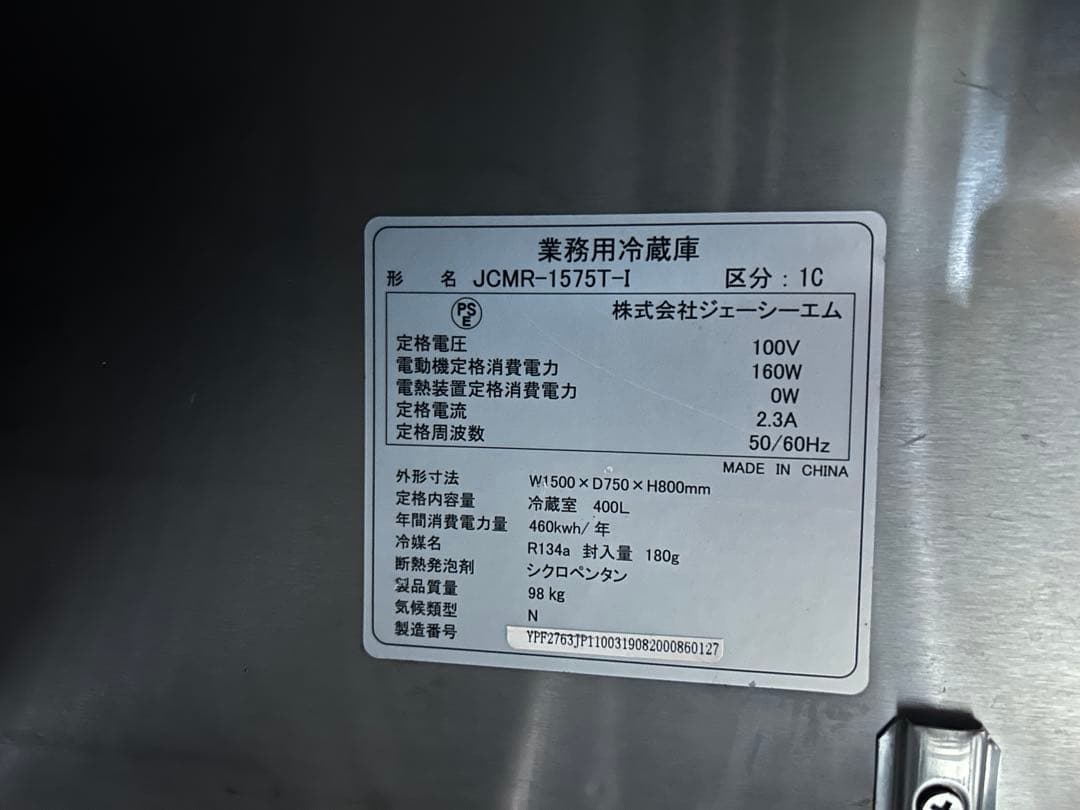 業務用冷蔵庫
形 名 JCMR-1575T-I 区分：1C
PSE 株式会社ジェーシーエム
定格電圧 100V
電動機定格消費電力 160W
電熱装置定格消費電力 0W
定格電流 2.3A
定格周波数 50/60Hz
MADE IN CHINA
外形寸法 W1500×D750×H800mm
定格内容量 冷蔵室 400L
年間消費電力量 460kwh/年
冷媒名 R134a 封入量 180g
断熱発泡剤 シクロペンタン
製品質量 98 kg
気候類型 N
製造番号 YPF2763JP1100319082000860127